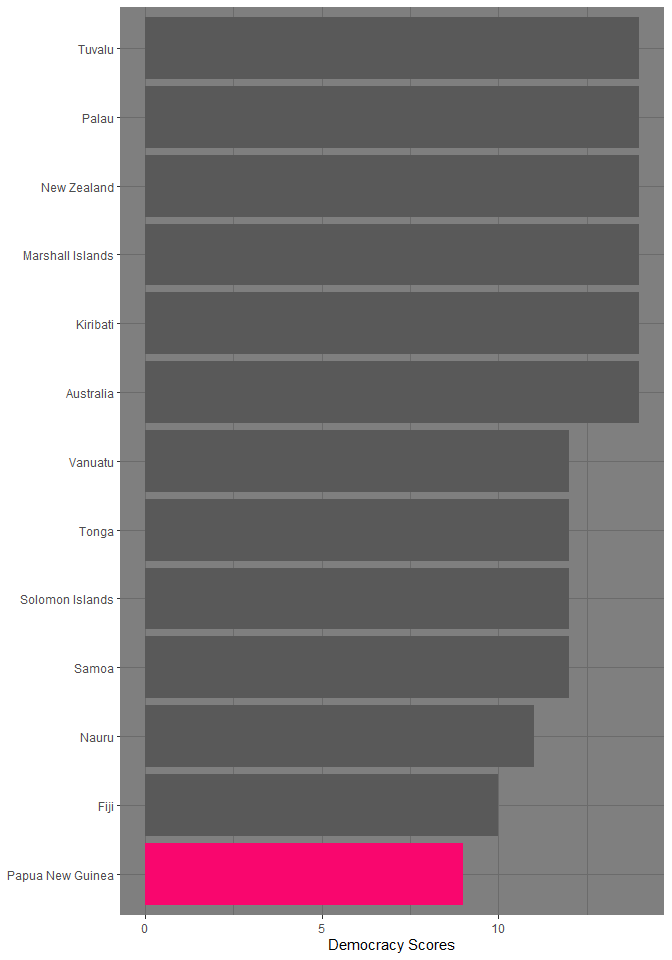 Tuvalu
Palau
New Zealand
Marshall Islands
Kiribati
Australia
Vanuatu
Tonga
Solomon Islands
Samoa
Nauru
Fiji
Papua New Guinea
0 5 10
Democracy Scores